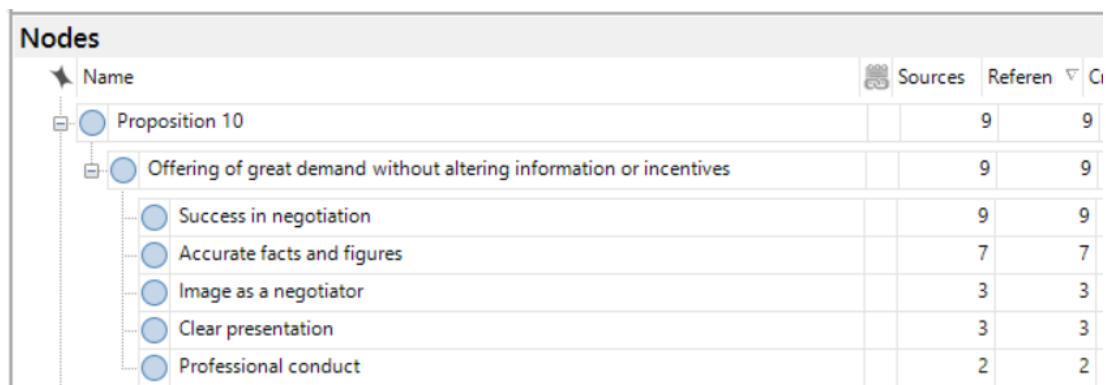 Nodes
Name Sources Referen Cr
Proposition 10 9 9
Offering of great demand without altering information or incentives 9 9
Success in negotiation 9 9
Accurate facts and figures 7 7
Image as a negotiator 3 3
Clear presentation 3 3
Professional conduct 2 2